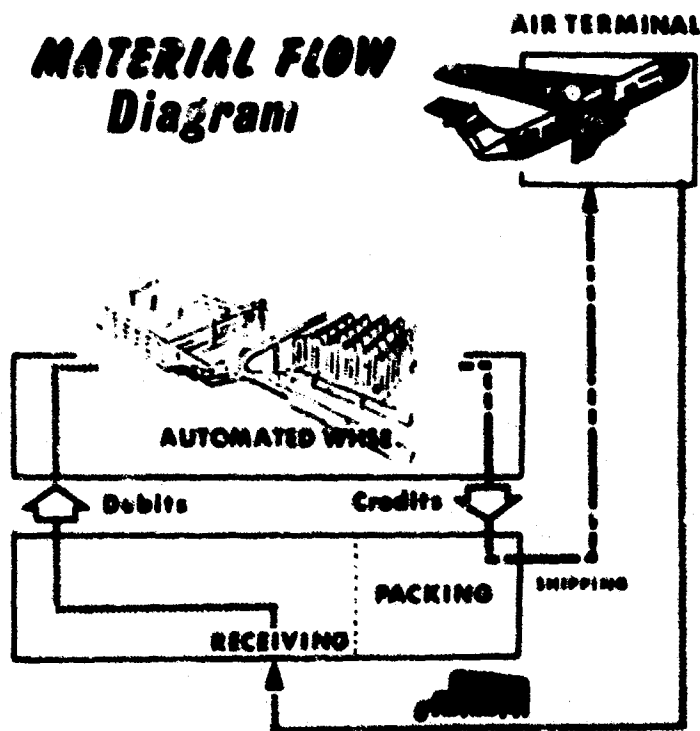 MATERIAL FLOW
Diagram
AIR TERMINAL
AUTOMATED WHSE.
Debits
Credits
PACKING
SHIPPING
RECEIVING